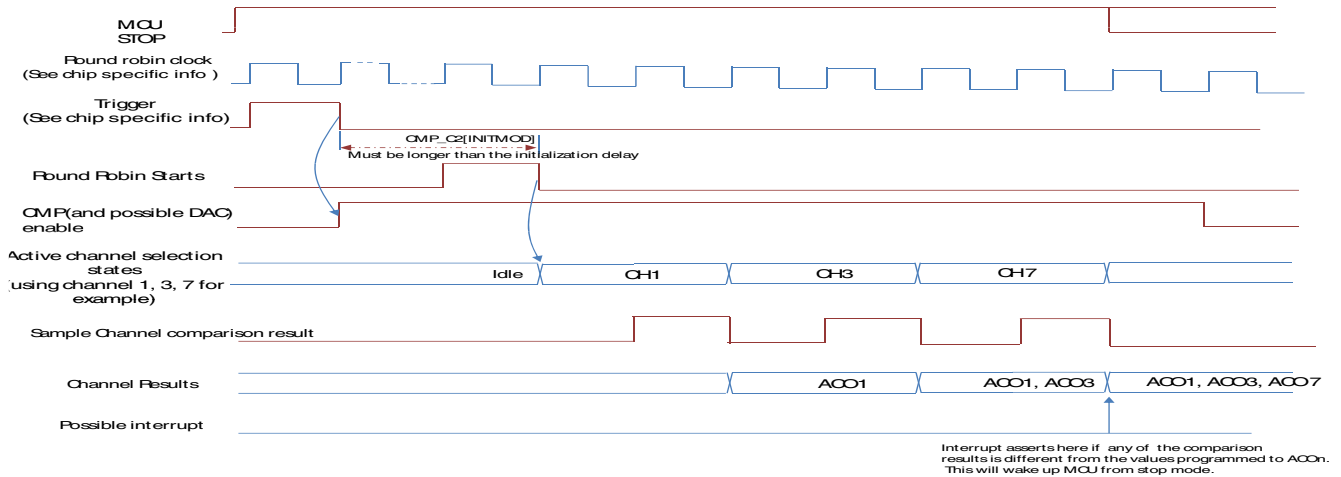 MCU
STOP
Round robin clock
(See chip specific info )
Trigger
(See chip specific info)
CMP_C2[INITMOD]
Must be longer than the initialization delay
Round Robin Starts
CMP(and possible DAC)
enable
Active channel selection
states
(using channel 1, 3, 7 for
example)
Idle
CH1
CH3
CH7
Sample Channel comparison result
Channel Results
ACO1
ACO1, ACO3
ACO1, ACO3, ACO7
Possible interrupt
Interrupt asserts here if any of the comparison
results is different from the values programmed to ACOn.
This will wake up MCU from stop mode.